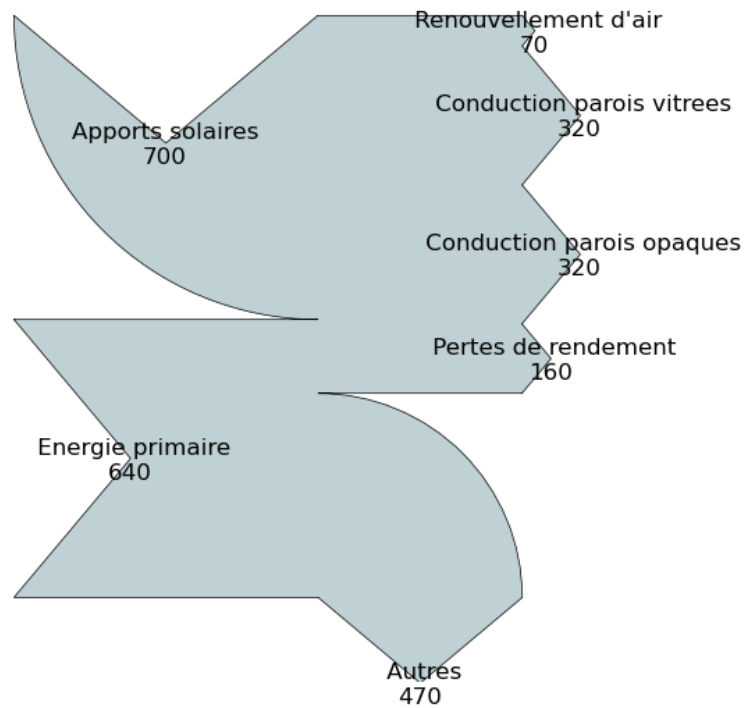 Renouvellement d'air
70
Conduction parois vitrees
320
Apports solaires
700
Conduction parois opaques
320
Pertes de rendement
160
Energie primaire
640
Autres
470